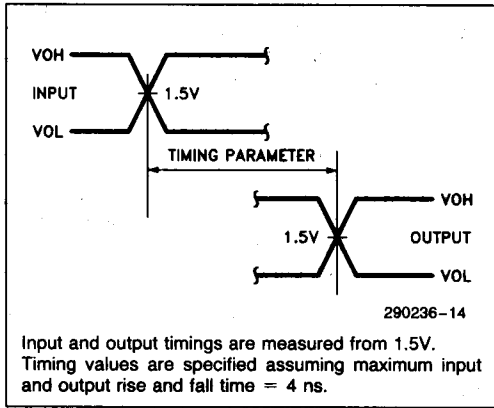 VOH
INPUT
1.5V
VOL
TIMING PARAMETER
VOH
1.5V
OUTPUT
VOL
290236-14
Input and output timings are measured from 1.5V.
Timing values are specified assuming maximum input
and output rise and fall time = 4 ns.